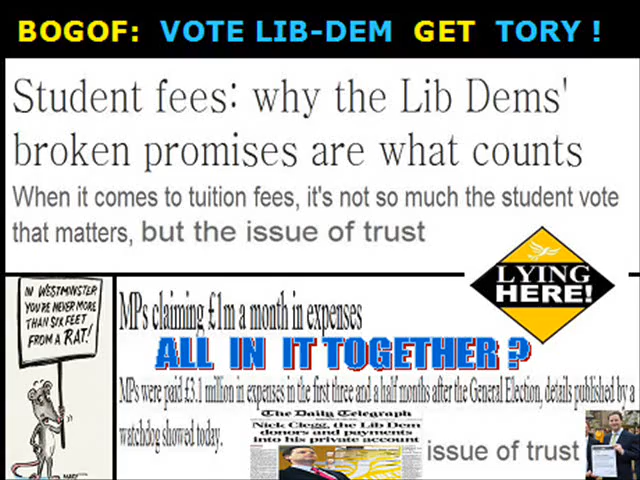 BOGOF: VOTE LIB-DEM GET TORY !
Student fees: why the Lib Dems'
broken promises are what counts
When it comes to tuition fees, it's not so much the student vote
that matters, but the issue of trust
LYING
HERE!
IN WESTMINSTER
YOU'RE NEVER MORE
THAN SIX FEET
FROM A RAT!
MPs claiming £1m a month in expenses
ALL IN IT TOGETHER ?
MPs were paid £3.1 million in expenses in the first three and a half months after the General Election, details published by a
watchdog showed today.
The Daily Telegraph
Nick Clegg, the Lib Dem
donors and payments
into his private account
issue of trust